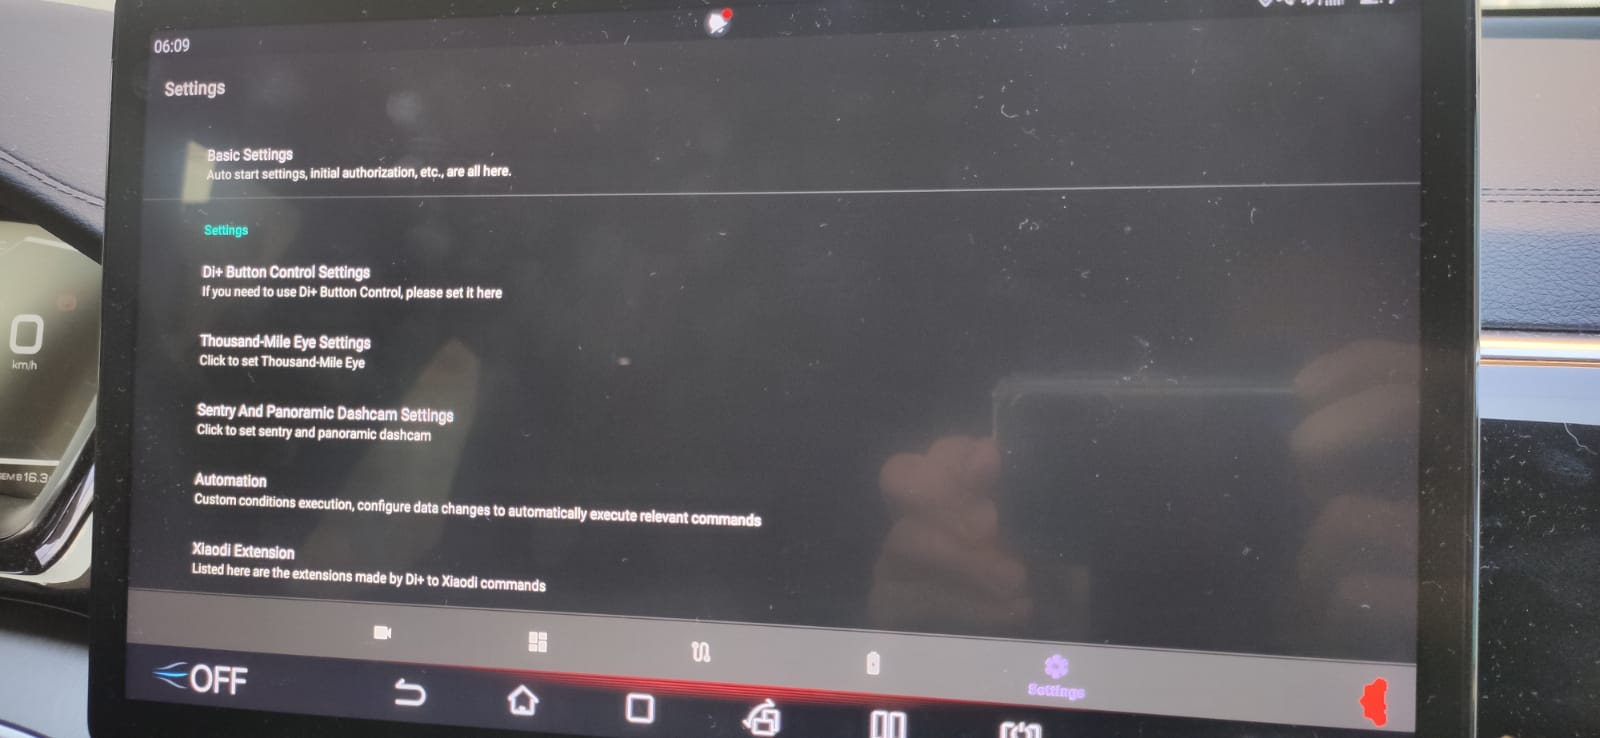 06:09
Settings
Basic Settings
Auto start settings, initial authorization, etc., are all here.
Settings
Di+ Button Control Settings
If you need to use Di+ Button Control, please set it here
Thousand-Mile Eye Settings
Click to set Thousand-Mile Eye
0
km/h
Sentry And Panoramic Dashcam Settings
Click to set sentry and panoramic dashcam
Automation
Custom conditions execution, configure data changes to automatically execute relevant commands
16.3
Xiaodi Extension
Listed here are the extensions made by Di+ to Xiaodi commands
Settings
OFF